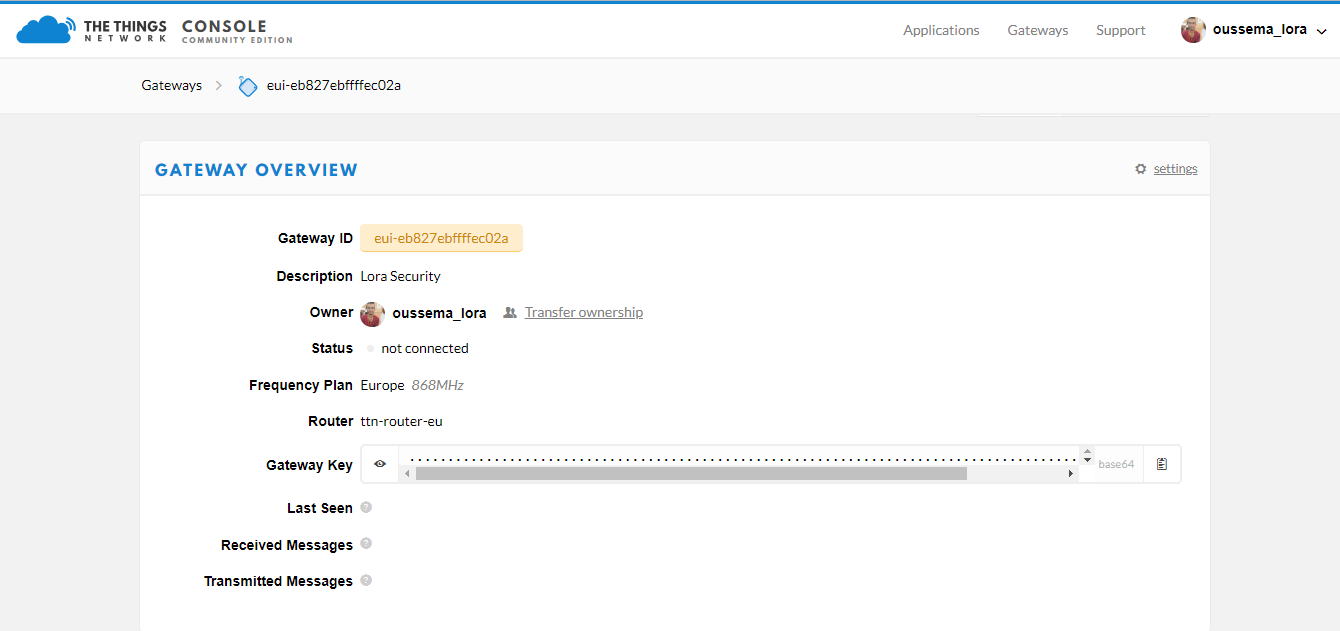 THE THINGS NETWORK CONSOLE COMMUNITY EDITION
Applications Gateways Support oussema_lora
Gateways eui-eb827ebffffec02a
GATEWAY OVERVIEW settings
Gateway ID eui-eb827ebffffec02a
Description Lora Security
Owner oussema_lora Transfer ownership
Status not connected
Frequency Plan Europe 868MHz
Router ttn-router-eu
Gateway Key base64
Last Seen ?
Received Messages ?
Transmitted Messages ?